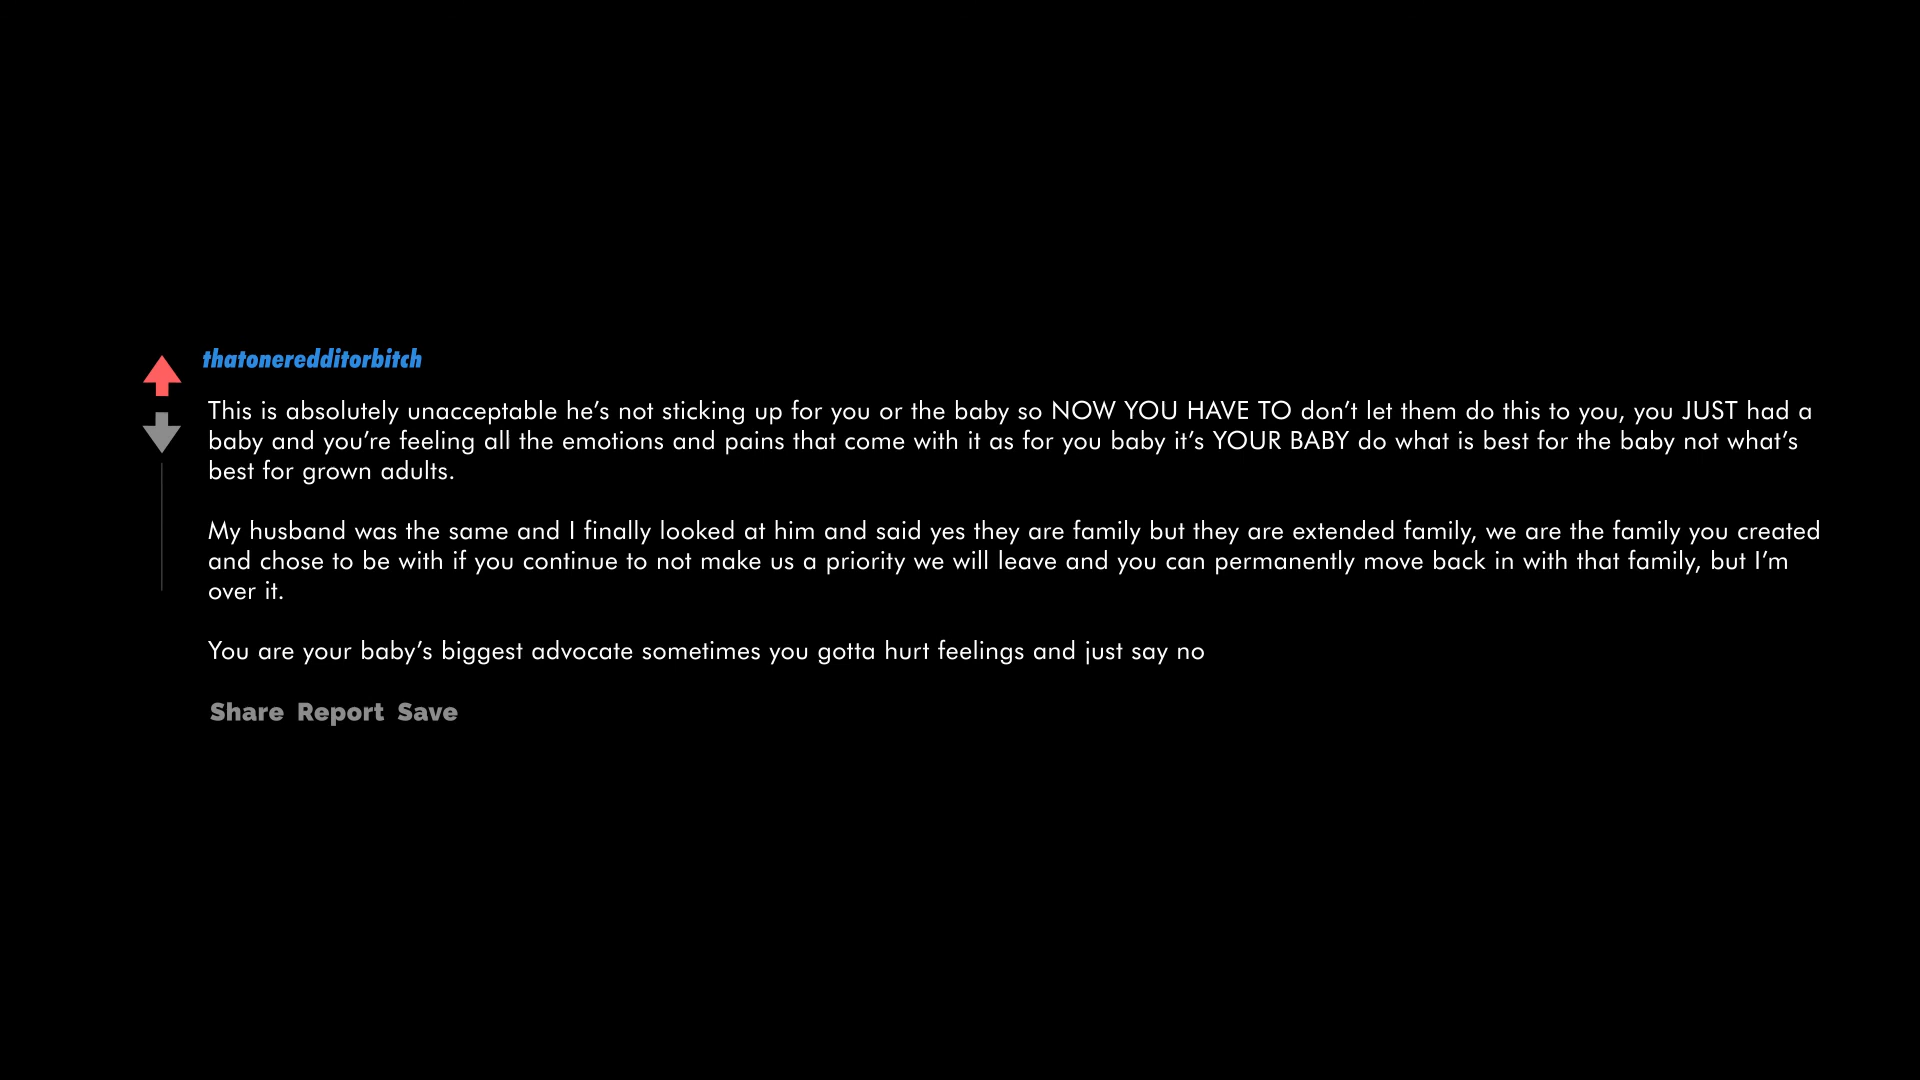 thatoneredditorbitch
This is absolutely unacceptable he’s not sticking up for you or the baby so NOW YOU HAVE TO don’t let them do this to you, you JUST had a
baby and you’re feeling all the emotions and pains that come with it as for you baby it’s YOUR BABY do what is best for the baby not what’s
best for grown adults.
My husband was the same and I finally looked at him and said yes they are family but they are extended family, we are the family you created
and chose to be with if you continue to not make us a priority we will leave and you can permanently move back in with that family, but I’m
over it.
You are your baby’s biggest advocate sometimes you gotta hurt feelings and just say no
Share Report Save